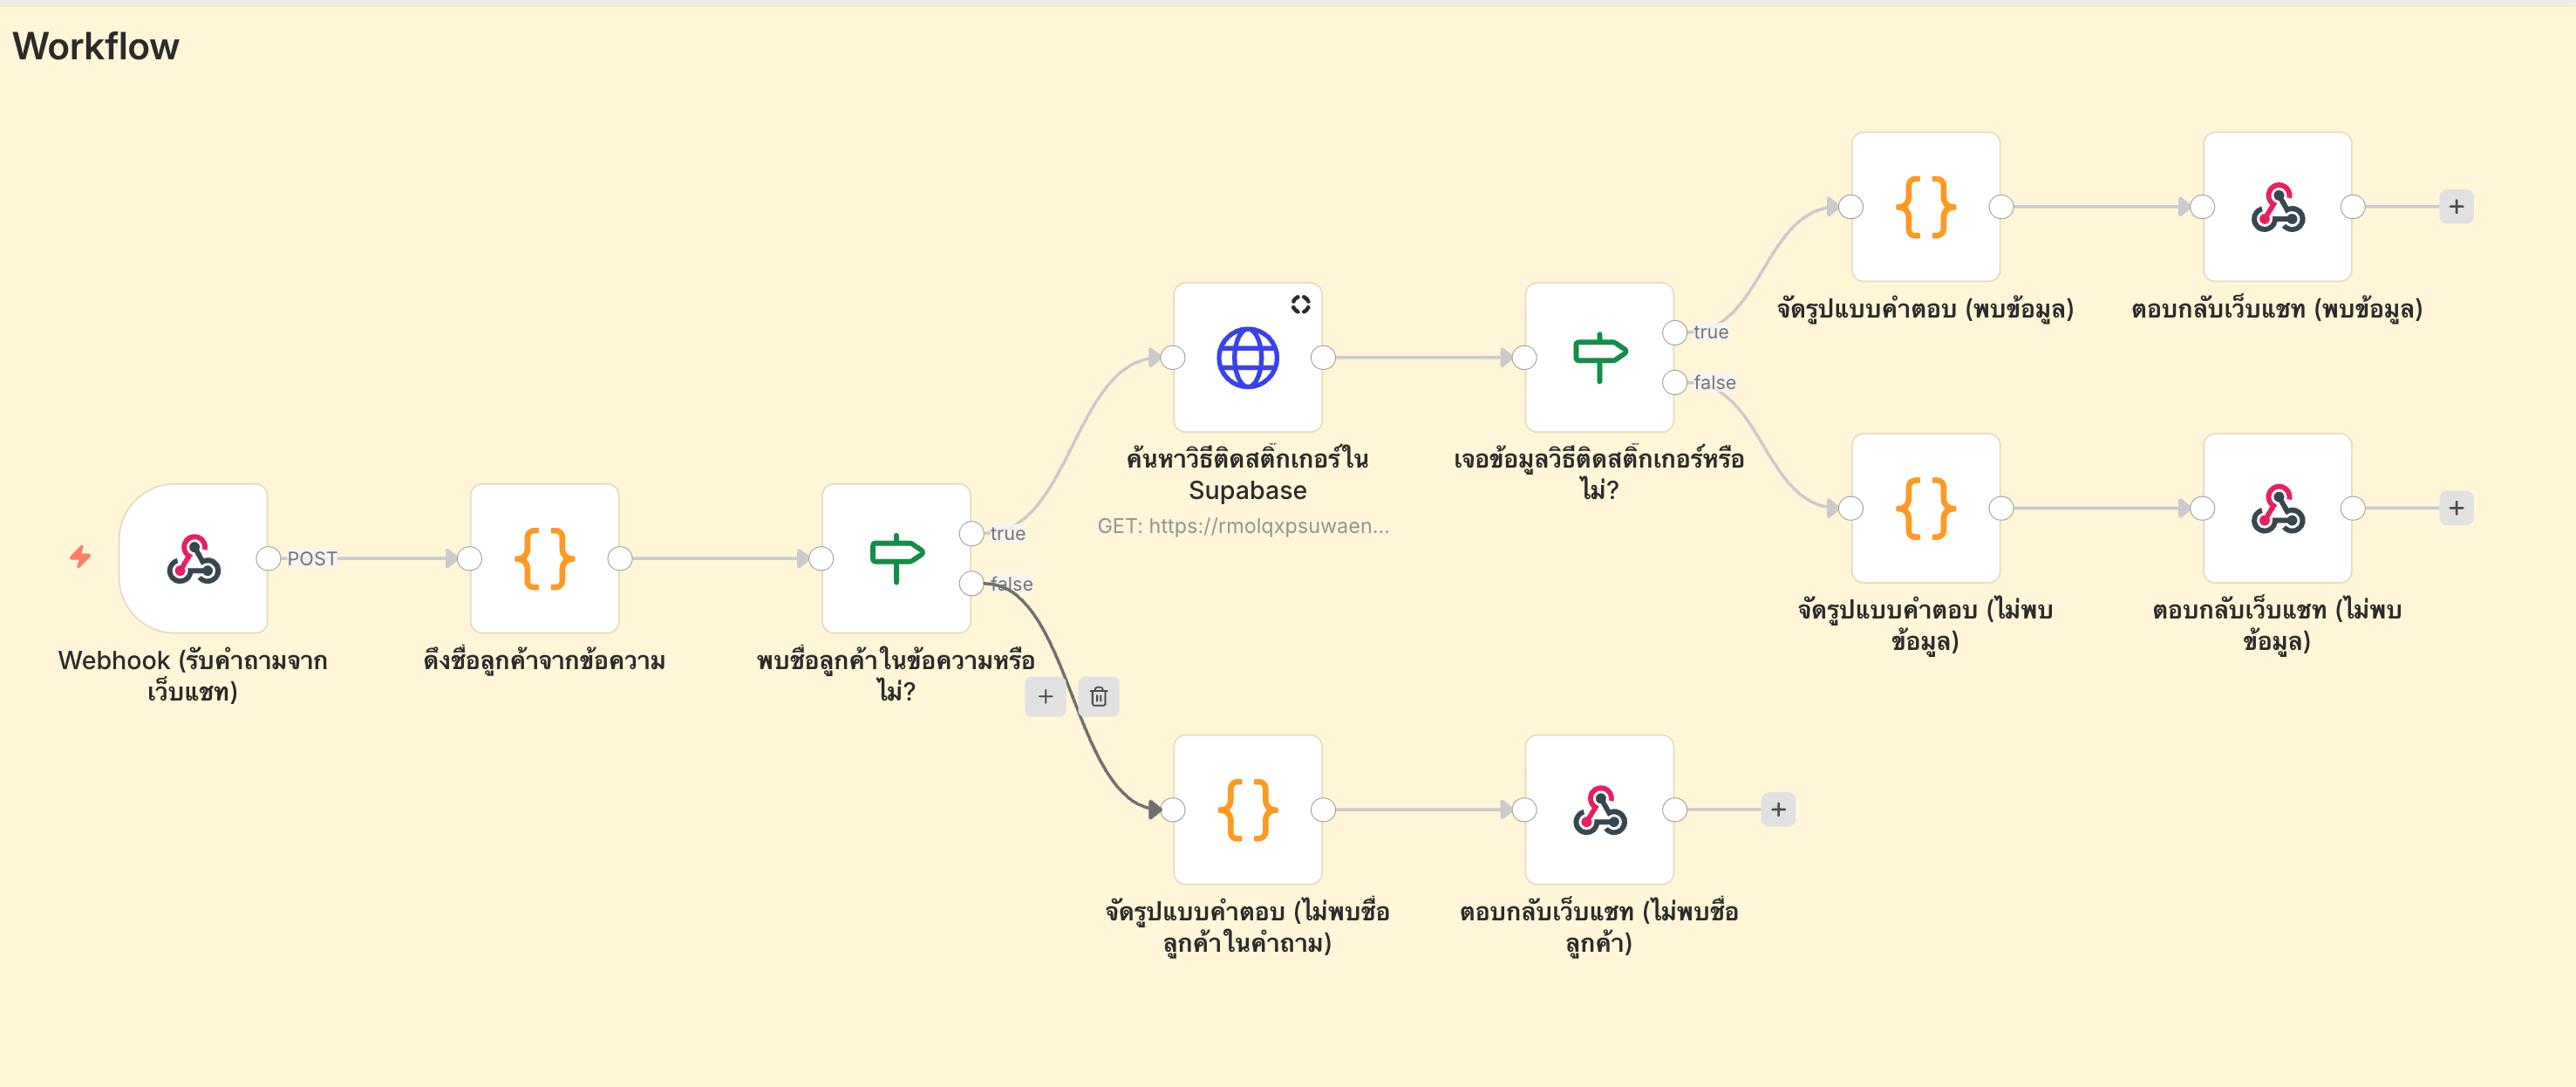 Workflow
Webhook (รับคำถามจาก
เว็บแชท)
POST
ดึงชื่อลูกค้าจากข้อความ
พบชื่อลูกค้าในข้อความหรือ
ไม่?
true
false
ค้นหาวิธีติดสติ๊กเกอร์ใน
Supabase
GET: https://rmolqxpsuwaen...
เจอข้อมูลวิธีติดสติ๊กเกอร์หรือ
ไม่?
true
false
จัดรูปแบบคำตอบ (พบข้อมูล)
ตอบกลับเว็บแชท (พบข้อมูล)
จัดรูปแบบคำตอบ (ไม่พบ
ข้อมูล)
ตอบกลับเว็บแชท (ไม่พบ
ข้อมูล)
จัดรูปแบบคำตอบ (ไม่พบชื่อ
ลูกค้าในคำถาม)
ตอบกลับเว็บแชท (ไม่พบชื่อ
ลูกค้า)